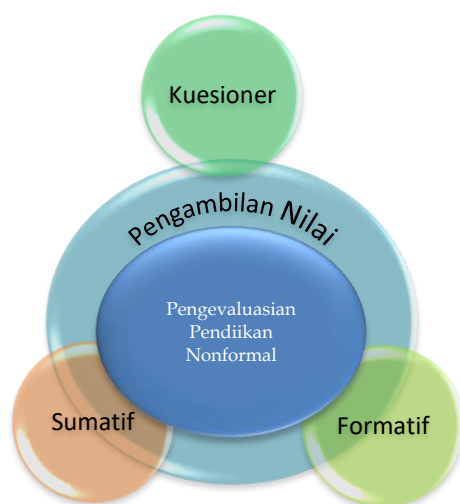 Kuesioner
Pengambilan Nilai
Pengevaluasian
Pendiikan
Nonformal
Sumatif
Formatif